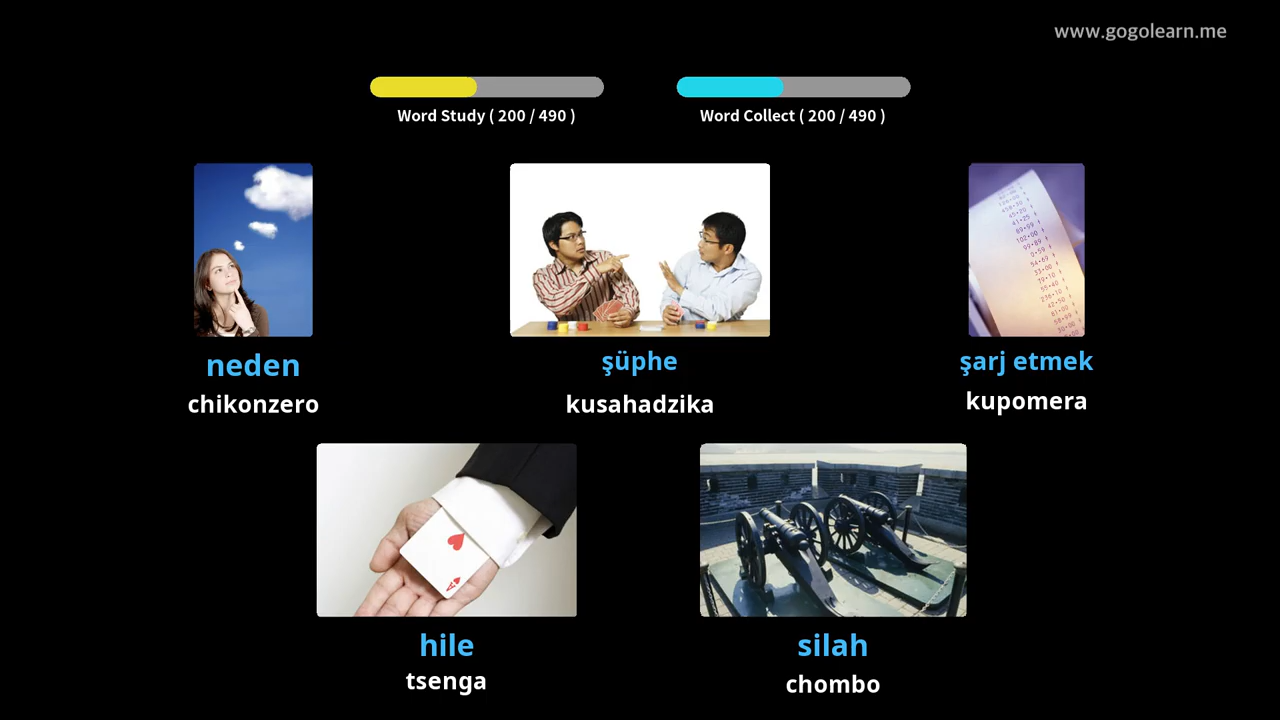 www.gogolearn.me
Word Study ( 200 / 490 )
Word Collect ( 200 / 490 )
neden
chikonzero
şüphe
kusahadzika
şarj etmek
kupomera
hile
tsenga
silah
chombo